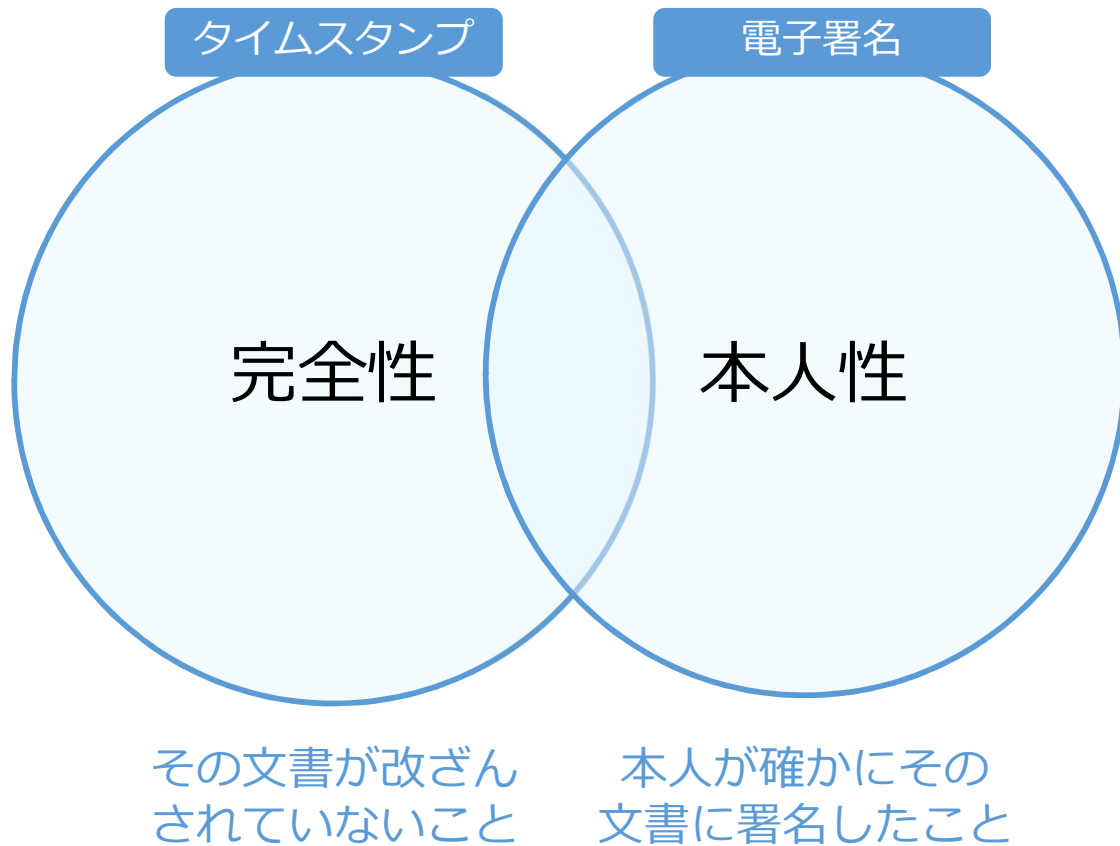 タイムスタンプ
電子署名
完全性
本人性
その文書が改ざん
されていないこと
本人が確かにその
文書に署名したこと